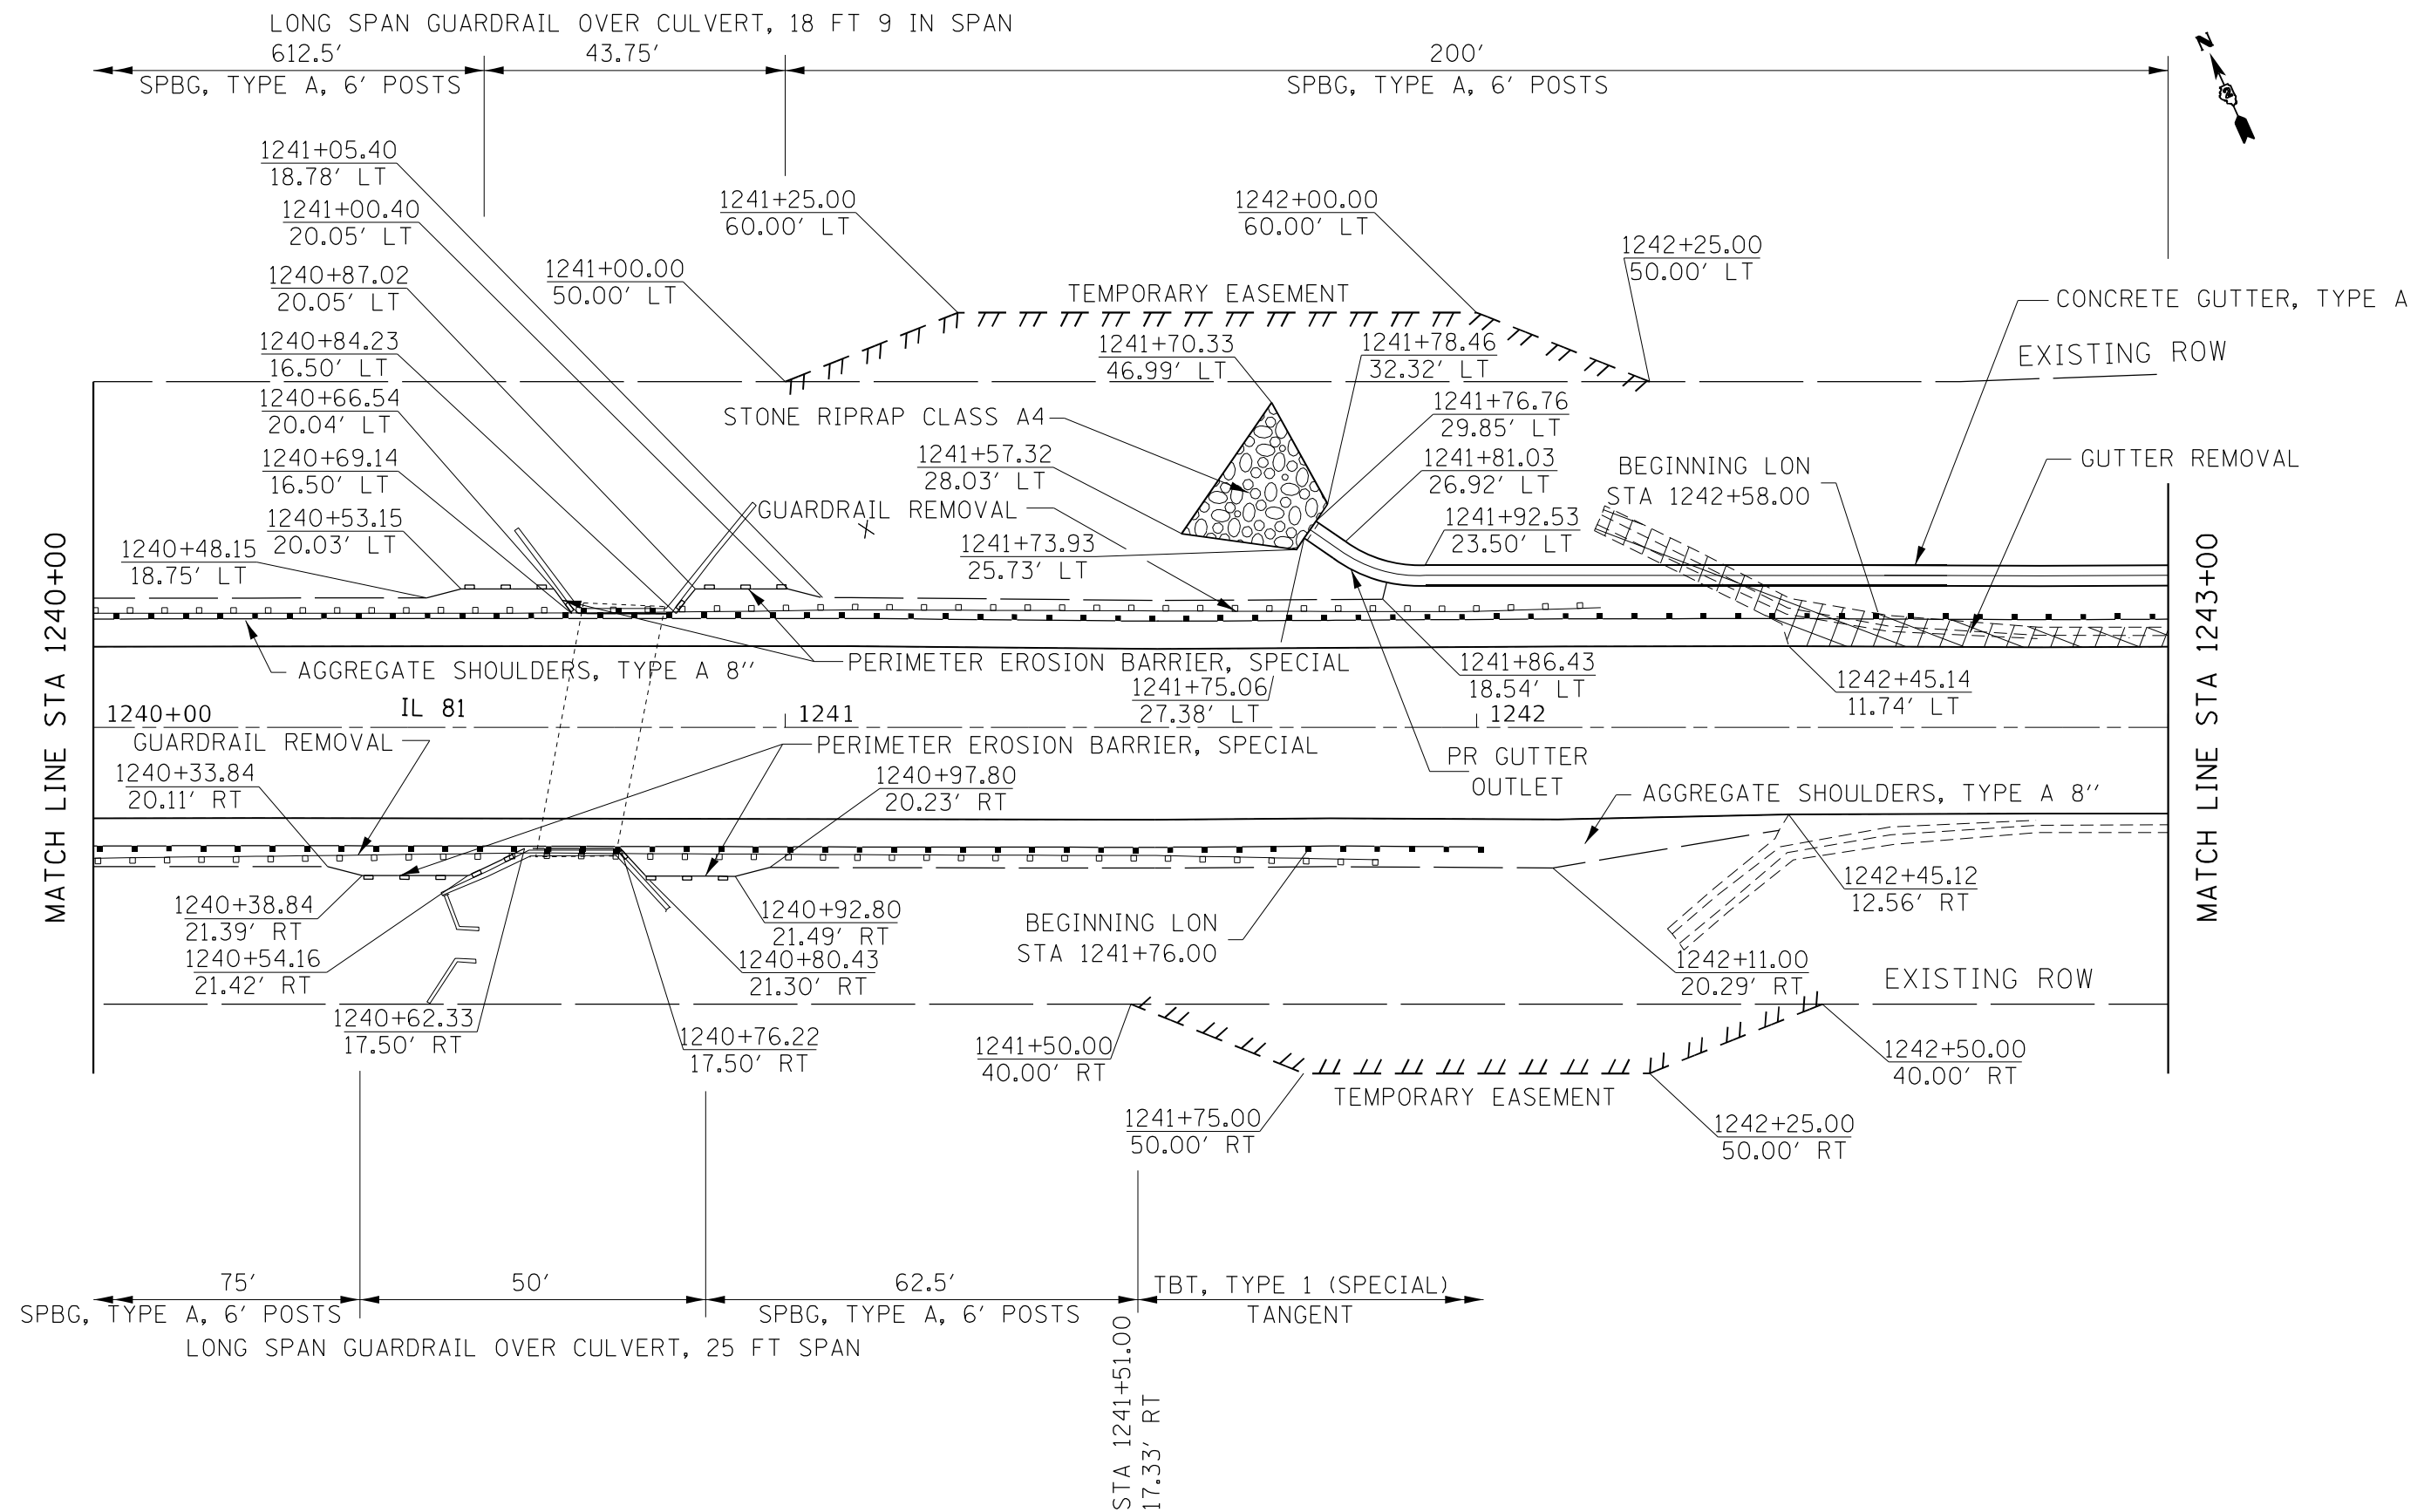 LONG SPAN GUARDRAIL OVER CULVERT, 18 FT 9 IN SPAN
612.5' 43.75' 200'
SPBG, TYPE A, 6' POSTS SPBG, TYPE A, 6' POSTS
N
1241+05.40
18.78' LT
1241+00.40
20.05' LT
1240+87.02
20.05' LT
1240+84.23
16.50' LT
1240+66.54
20.04' LT
1240+69.14
16.50' LT
1240+53.15
20.03' LT
1240+48.15
18.75' LT
1241+00.00
50.00' LT
1241+25.00
60.00' LT
1242+00.00
60.00' LT
1242+25.00
50.00' LT
TEMPORARY EASEMENT
CONCRETE GUTTER, TYPE A
EXISTING ROW
1241+70.33
46.99' LT
1241+78.46
32.32' LT
STONE RIPRAP CLASS A4
1241+76.76
29.85' LT
1241+57.32
28.03' LT
1241+81.03
26.92' LT
BEGINNING LON
STA 1242+58.00
GUTTER REMOVAL
GUARDRAIL REMOVAL
1241+92.53
23.50' LT
1241+73.93
25.73' LT
MATCH LINE STA 1240+00
MATCH LINE STA 1243+00
AGGREGATE SHOULDERS, TYPE A 8''
PERIMETER EROSION BARRIER, SPECIAL
1241+75.06
27.38' LT
1241+86.43
18.54' LT
1242+45.14
11.74' LT
1240+00 IL 81 1241 1242
GUARDRAIL REMOVAL
PERIMETER EROSION BARRIER, SPECIAL
PR GUTTER
OUTLET
1240+33.84
20.11' RT
1240+97.80
20.23' RT
AGGREGATE SHOULDERS, TYPE A 8''
1240+38.84
21.39' RT
1240+54.16
21.42' RT
1240+62.33
17.50' RT
1240+92.80
21.49' RT
1240+80.43
21.30' RT
1240+76.22
17.50' RT
BEGINNING LON
STA 1241+76.00
1242+45.12
12.56' RT
1242+11.00
20.29' RT
EXISTING ROW
1241+50.00
40.00' RT
1242+50.00
40.00' RT
TEMPORARY EASEMENT
1241+75.00
50.00' RT
1242+25.00
50.00' RT
75' 50' 62.5' TBT, TYPE 1 (SPECIAL)
SPBG, TYPE A, 6' POSTS SPBG, TYPE A, 6' POSTS TANGENT
LONG SPAN GUARDRAIL OVER CULVERT, 25 FT SPAN
STA 1241+51.00
17.33' RT